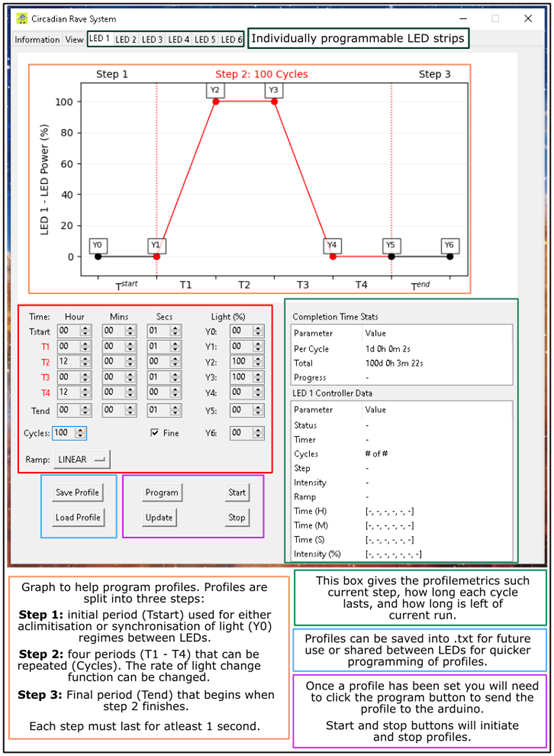 Circadian Rave System
Information View LED 1 LED 2 LED 3 LED 4 LED 5 LED 6
Individually programmable LED strips
Step 1 Step 2: 100 Cycles Step 3
LED 1 - LED Power (%)
100
80
60
40
20
0
Y0 Y1 Y2 Y3 Y4 Y5 Y6
Tstart T1 T2 T3 T4 Tend
Time: Hour Mins Secs Light (%)
Tstart 00 00 01 Y0: 00
T1 00 00 01 Y1: 00
T2 12 00 00 Y2: 100
T3 00 00 01 Y3: 100
T4 12 00 00 Y4: 00
Tend 00 00 01 Y5: 00
Cycles: 100 Fine Y6: 00
Ramp: LINEAR
Save Profile
Load Profile
Program Start
Update Stop
Completion Time Stats
Parameter Value
Per Cycle 1d 0h 0m 2s
Total 100d 0h 3m 22s
Progress -
LED 1 Controller Data
Parameter Value
Status -
Timer -
Cycles # of #
Step -
Intensity -
Ramp -
Time (H) [-, -, -, -, -, -]
Time (M) [-, -, -, -, -, -]
Time (S) [-, -, -, -, -, -]
Intensity (%) [-, -, -, -, -, -, -]
Graph to help program profiles. Profiles are
split into three steps:
Step 1: initial period (Tstart) used for either
aclimitisation or synchronisation of light (Y0)
regimes between LEDs.
Step 2: four periods (T1 - T4) that can be
repeated (Cycles). The rate of light change
function can be changed.
Step 3: Final period (Tend) that begins when
step 2 finishes.
Each step must last for atleast 1 second.
This box gives the profilemetrics such
current step, how long each cycle
lasts, and how long is left of
current run.
Profiles can be saved into .txt for future
use or shared between LEDs for quicker
programming of profiles.
Once a profile has been set you will need
to click the program button to send the
profile to the arduino.
Start and stop buttons will initiate
and stop profiles.